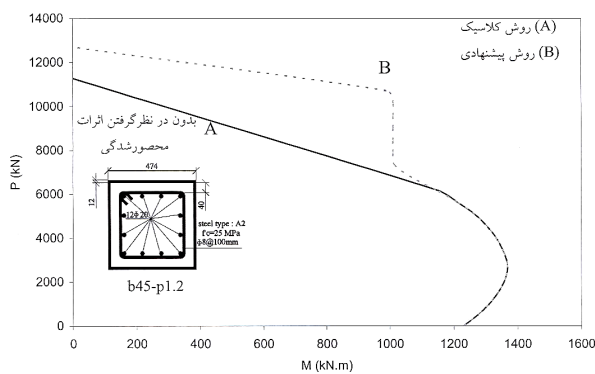 14000
(A) روش کلاسیک
(B) روش پیشنهادی
12000
B
10000
بدون در نظرگرفتن اثرات
A
محصورشدگی
8000
P (kN)
474
12
40
6000
12ϕ20
steel type : A2
f'c=25 MPa
ϕ8@100mm
4000
b45-p1.2
2000
0
0 200 400 600 800 1000 1200 1400 1600
M (kN.m)